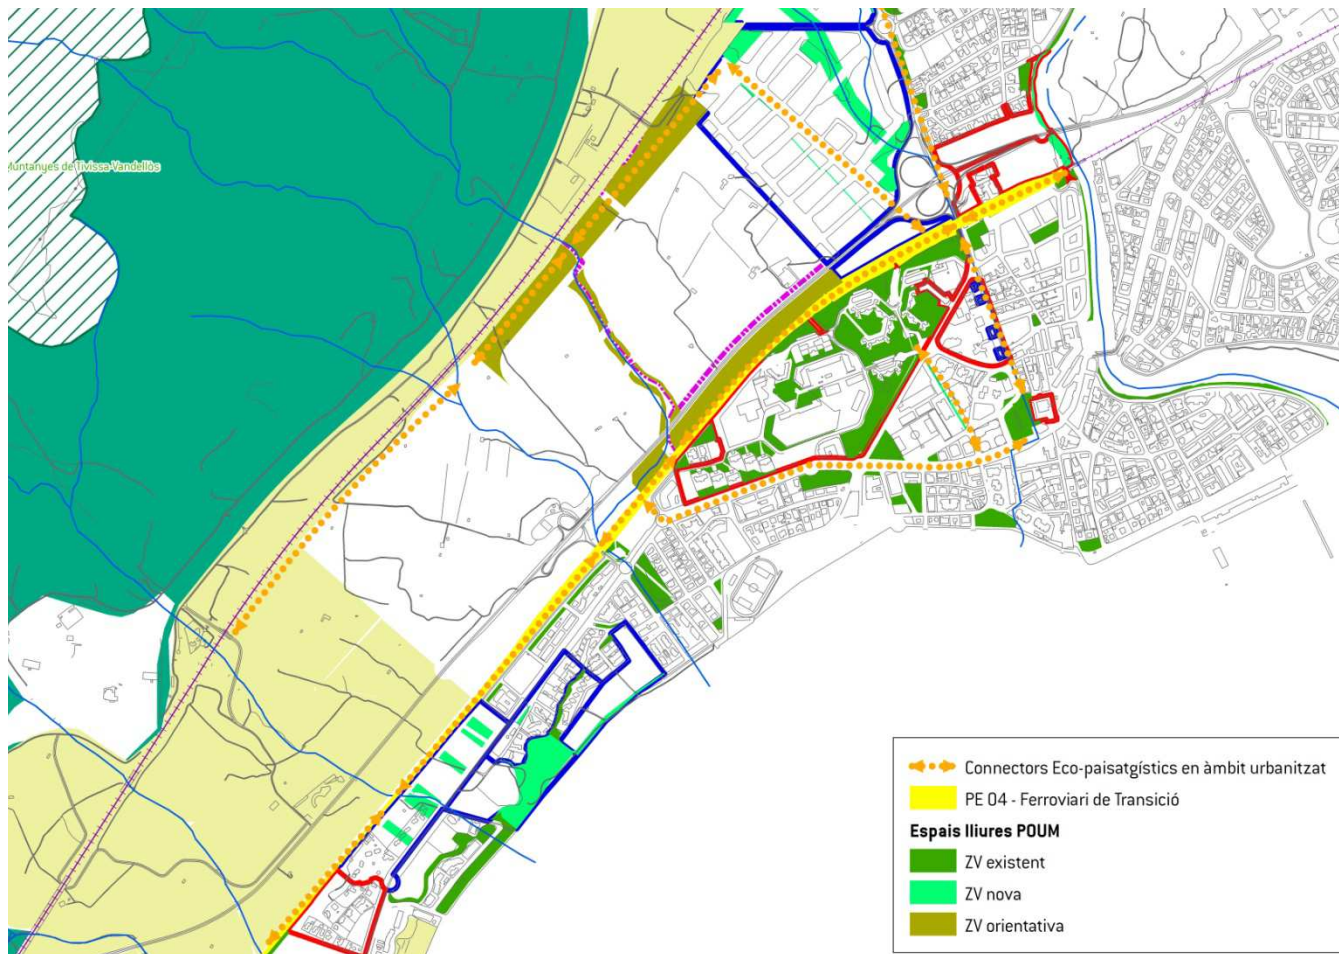 Muntanyes de Tivissa-Vandellòs
Connectors Eco-paisatgístics en àmbit urbanitzat
PE 04 - Ferroviari de Transició
Espais lliures POUM
ZV existent
ZV nova
ZV orientativa